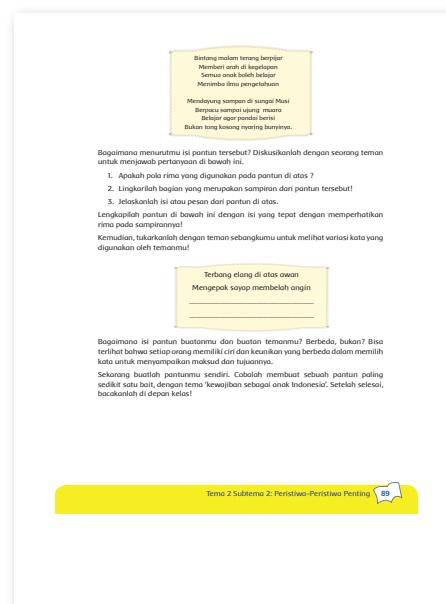 Bintang malam terang berpijar
Memberi arah di kegelapan
Semua anak boleh belajar
Menimba ilmu pengetahuan
Mendayung sampan di sungai Musi
Berpacu sampai ujung muara
Belajar agar pandai berisi
Bukan tong kosong nyaring bunyinya.
Bagaimana menurutmu isi pantun tersebut? Diskusikanlah dengan seorang teman
untuk menjawab pertanyaan di bawah ini.
1. Apakah pola rima yang digunakan pada pantun di atas ?
2. Lingkarilah bagian yang merupakan sampiran dari pantun tersebut!
3. Jelaskanlah isi atau pesan dari pantun di atas.
Lengkapilah pantun di bawah ini dengan isi yang tepat dengan memperhatikan
rima pada sampirannya!
Kemudian, tukarkanlah dengan teman sebangkumu untuk melihat variasi kata yang
digunakan oleh temanmu!
Terbang elang di atas awan
Mengepak sayap membelah angin
Bagaimana isi pantun buatanmu dan buatan temanmu? Berbeda, bukan? Bisa
terlihat bahwa setiap orang memiliki ciri dan keunikan yang berbeda dalam memilih
kata untuk menyampaikan maksud dan tujuannya.
Sekarang buatlah pantunmu sendiri. Cobalah membuat sebuah pantun paling
sedikit satu bait, dengan tema 'kewajiban sebagai anak Indonesia'. Setelah selesai,
bacakanlah di depan kelas!
Tema 2 Subtema 2: Peristiwa-Peristiwa Penting 89